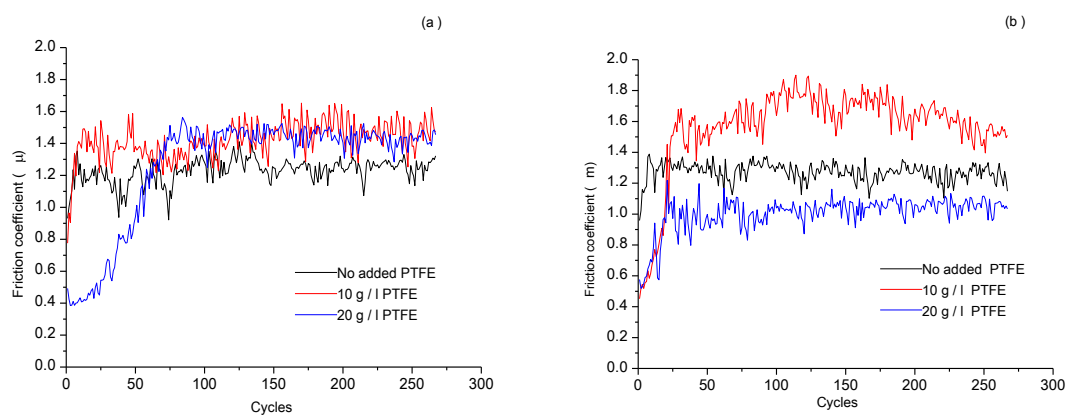 (a )
2.0
1.8
1.6
1.4
1.2
1.0
0.8
0.6
0.4
0.2
0.0
Friction coefficient ( μ)
No added PTFE
10 g / l PTFE
20 g / l PTFE
0 50 100 150 200 250 300
Cycles
(b )
2.0
1.8
1.6
1.4
1.2
1.0
0.8
0.6
0.4
0.2
0.0
Friction coefficient ( m)
No added PTFE
10 g / l PTFE
20 g / l PTFE
0 50 100 150 200 250 300
Cycles